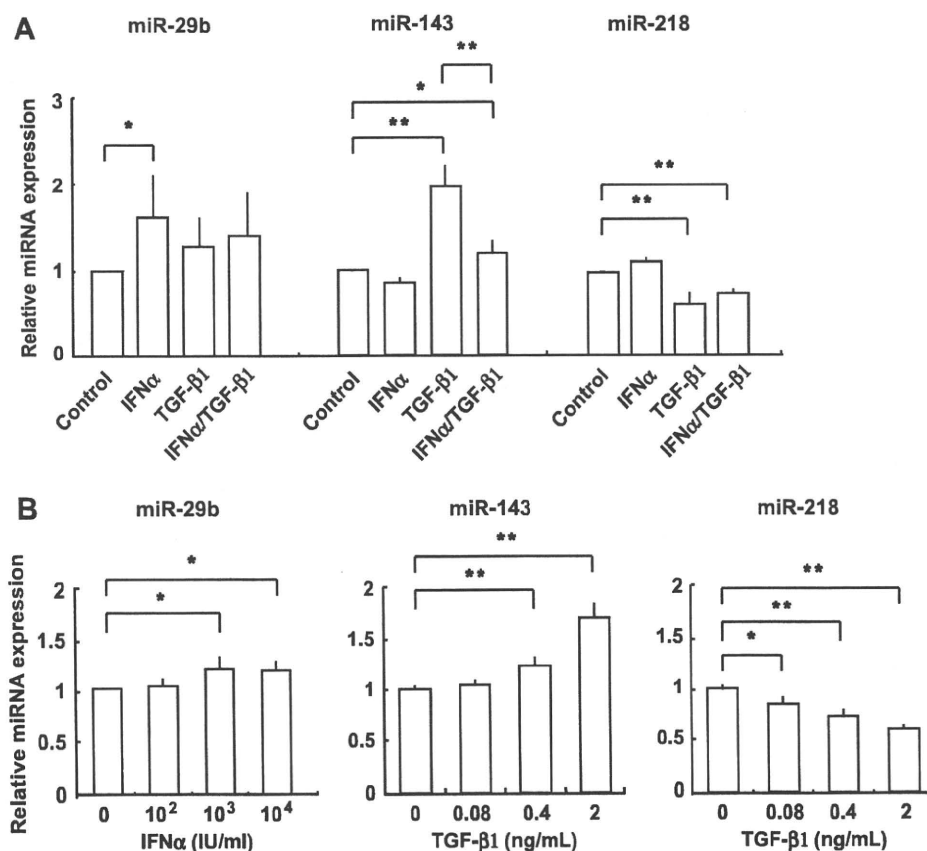 A
miR-29b
miR-143
miR-218
Relative miRNA expression
3
2
1
0
*
*
**
**
**
**
Control
IFNα
TGF-β1
IFNα/TGF-β1
Control
IFNα
TGF-β1
IFNα/TGF-β1
Control
IFNα
TGF-β1
IFNα/TGF-β1
B
miR-29b
miR-143
miR-218
Relative miRNA expression
2
1.5
1
0.5
0
*
*
0
10²
10³
10⁴
IFNα (IU/ml)
2
1.5
1
0.5
0
**
**
0
0.08
0.4
2
TGF-β1 (ng/mL)
2
1.5
1
0.5
0
**
**
*
0
0.08
0.4
2
TGF-β1 (ng/mL)